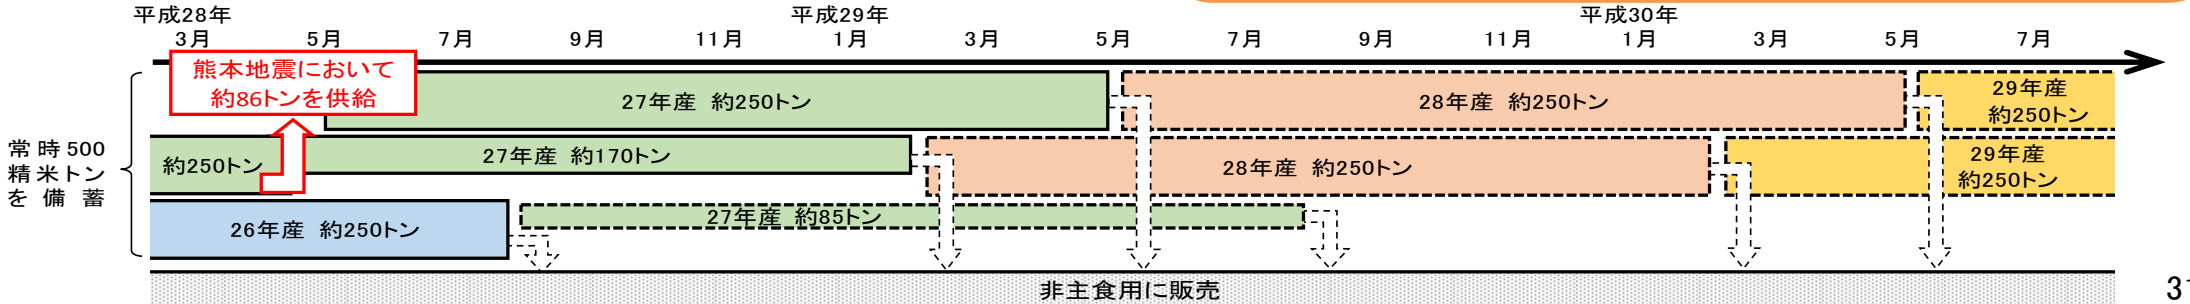 平成28年 平成29年 平成30年
3月 5月 7月 9月 11月 1月 3月 5月 7月 9月 11月 1月 3月 5月 7月
熊本地震において
約86トンを供給
27年産 約250トン
28年産 約250トン
29年産
約250トン
常時500
精米トン
を備蓄
約250トン
27年産 約170トン
28年産 約250トン
29年産
約250トン
26年産 約250トン
27年産 約85トン
非主食用に販売